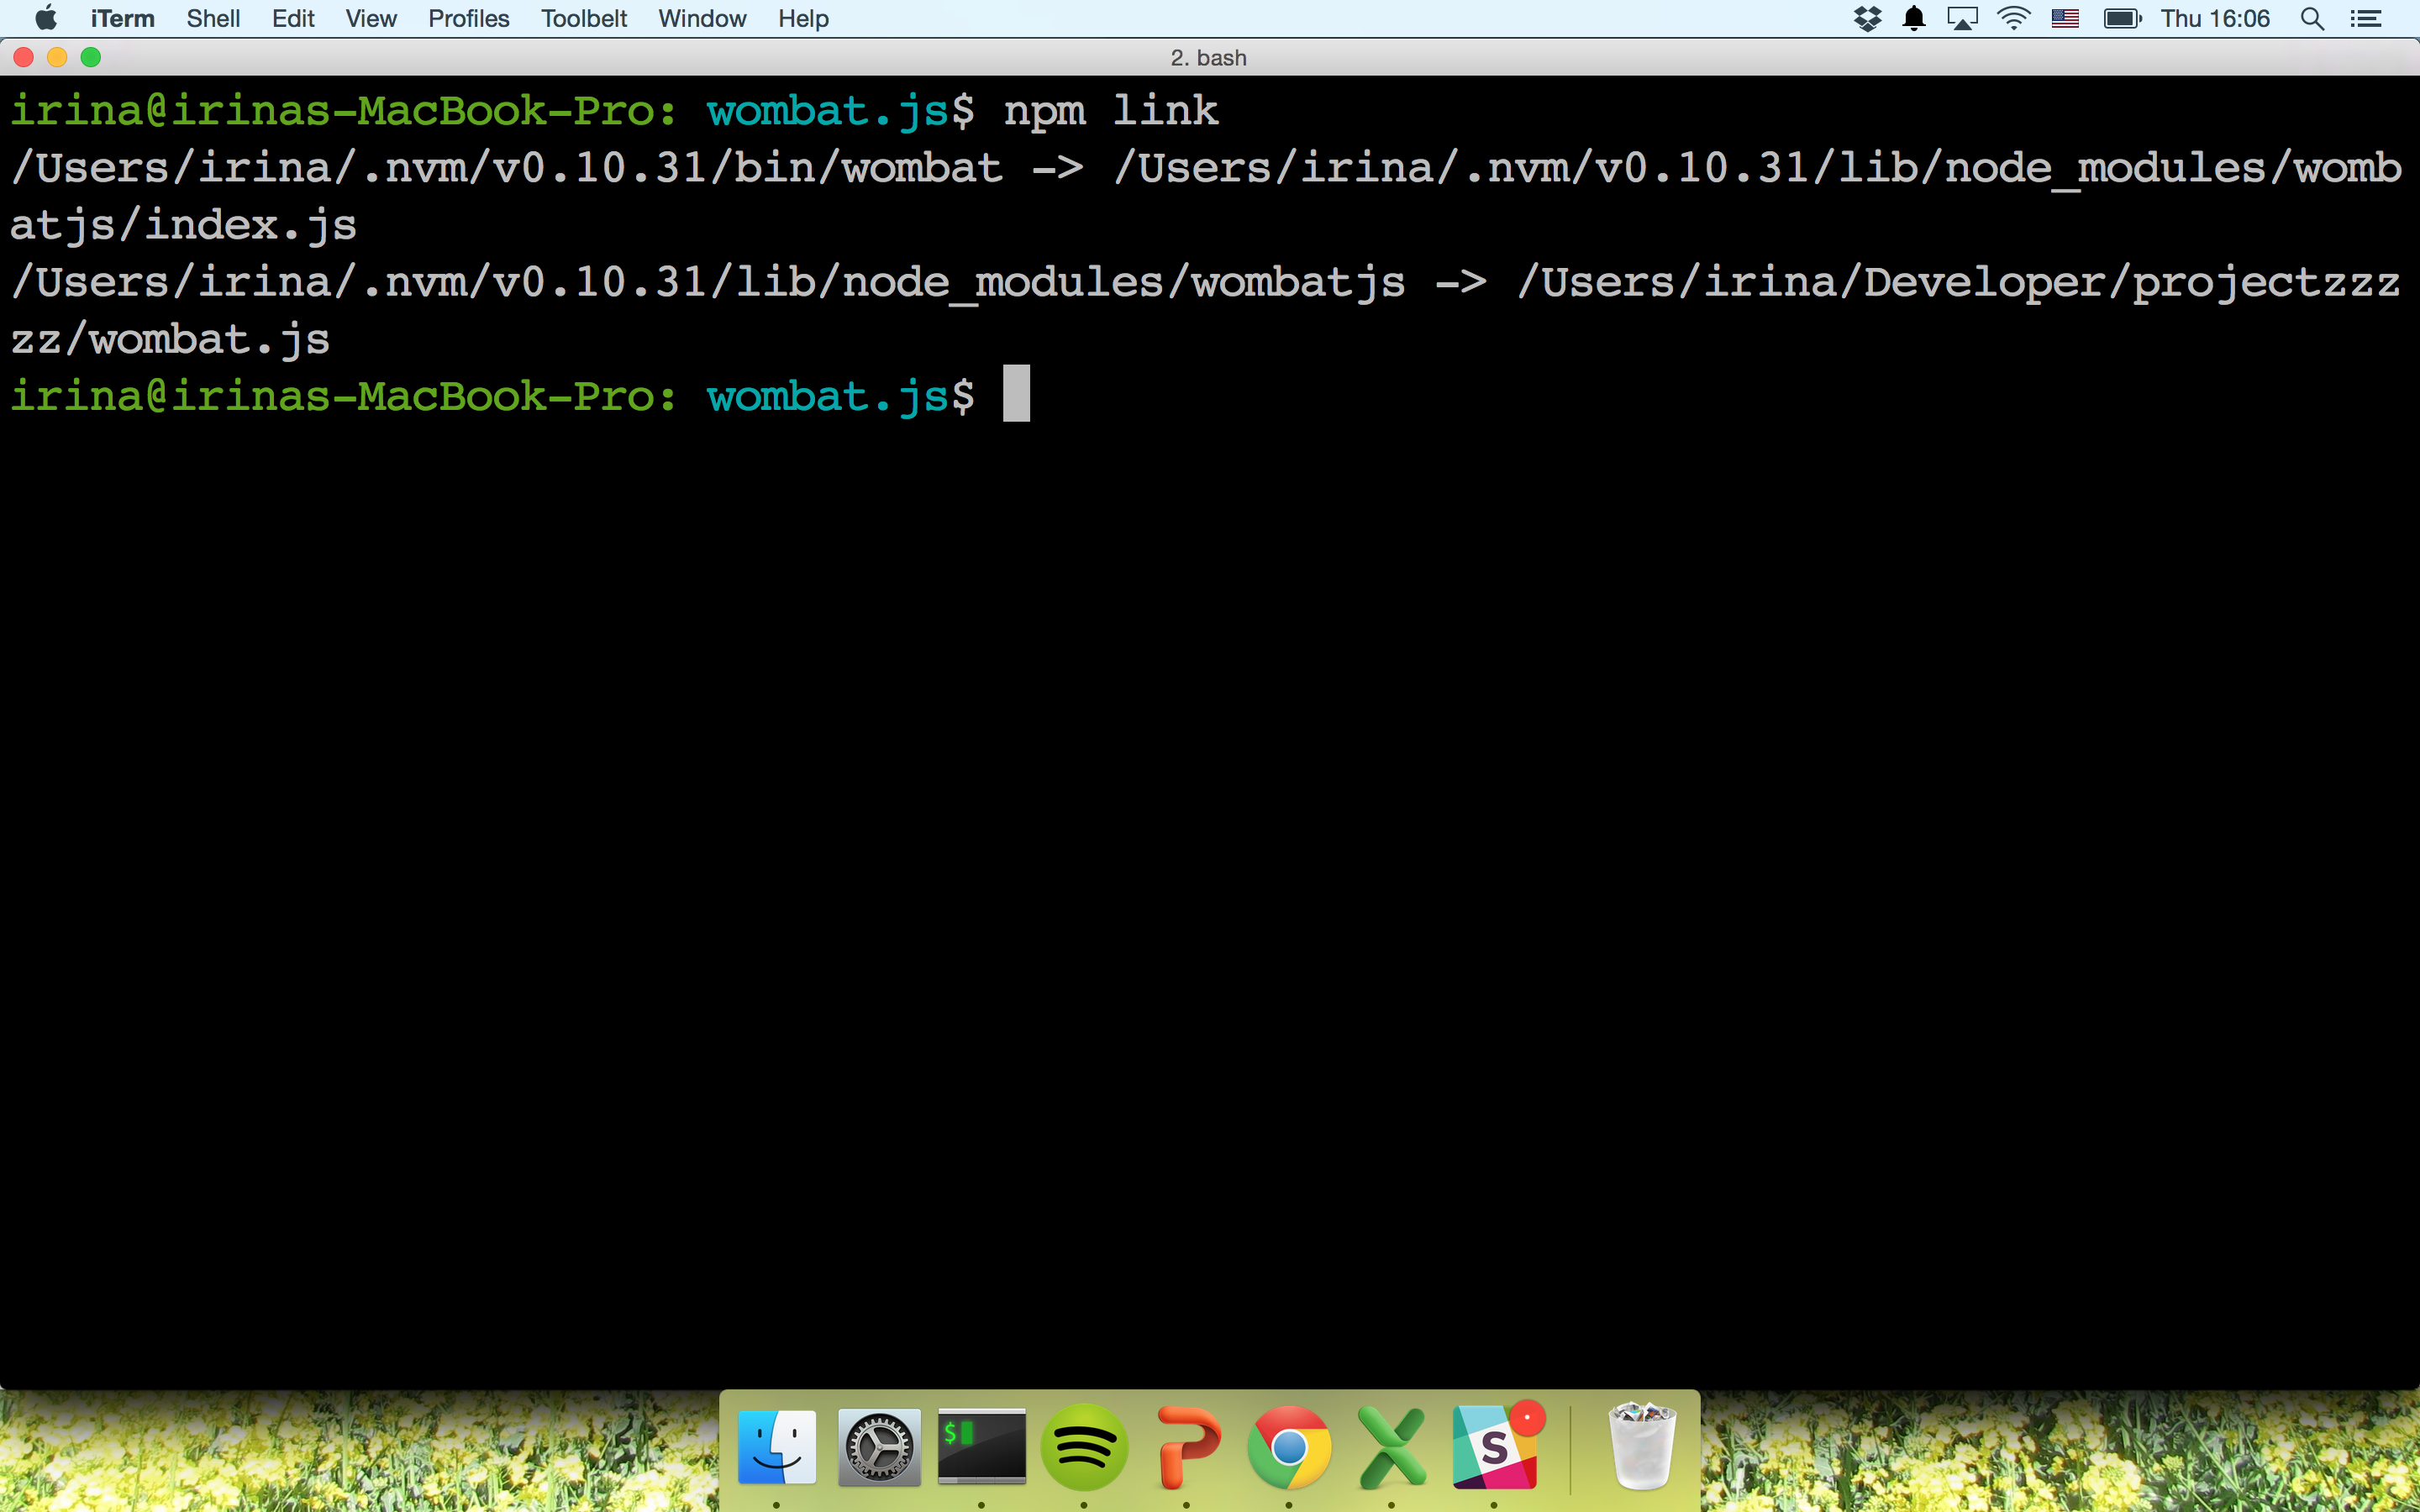 iTerm Shell Edit View Profiles Toolbelt Window Help Thu 16:06
2. bash
irina@irinas-MacBook-Pro: wombat.js$ npm link
/Users/irina/.nvm/v0.10.31/bin/wombat -> /Users/irina/.nvm/v0.10.31/lib/node_modules/womb
atjs/index.js
/Users/irina/.nvm/v0.10.31/lib/node_modules/wombatjs -> /Users/irina/Developer/projectzzz
zz/wombat.js
irina@irinas-MacBook-Pro: wombat.js$
$
S